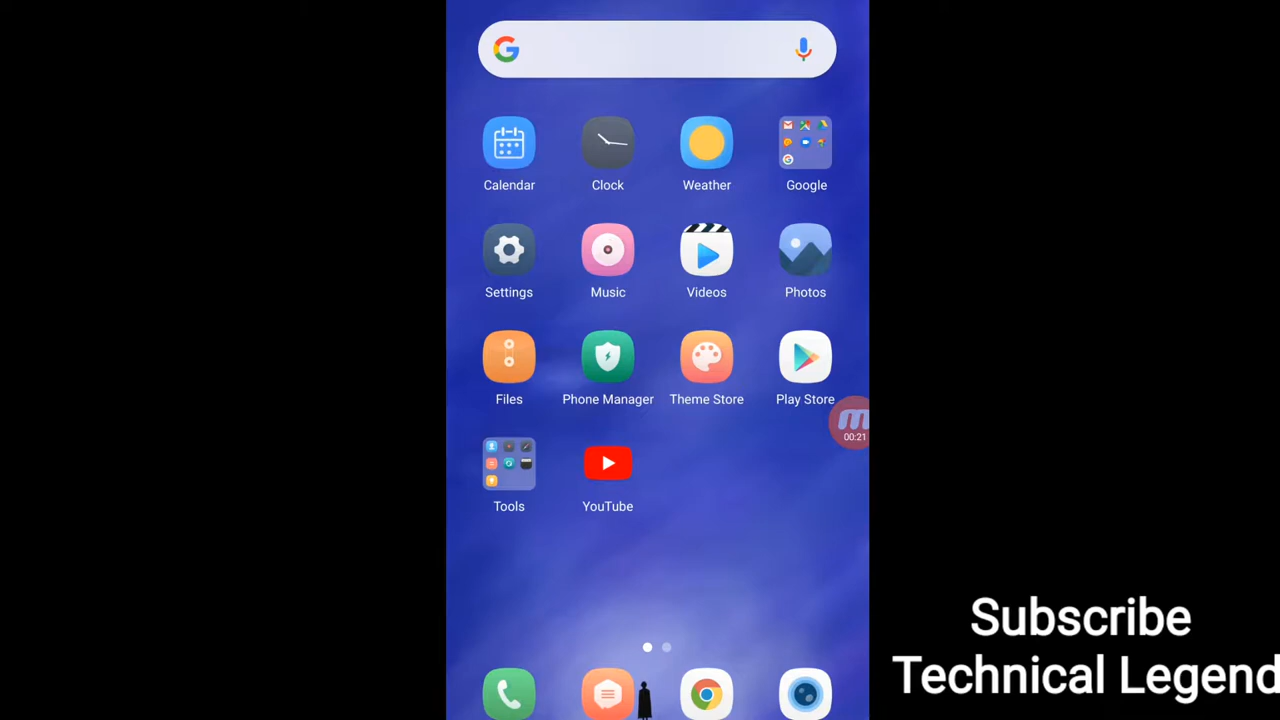 Calendar
Clock
Weather
Google
Settings
Music
Videos
Photos
Files
Phone Manager
Theme Store
Play Store
00:21
Tools
YouTube
Subscribe
Technical Legend